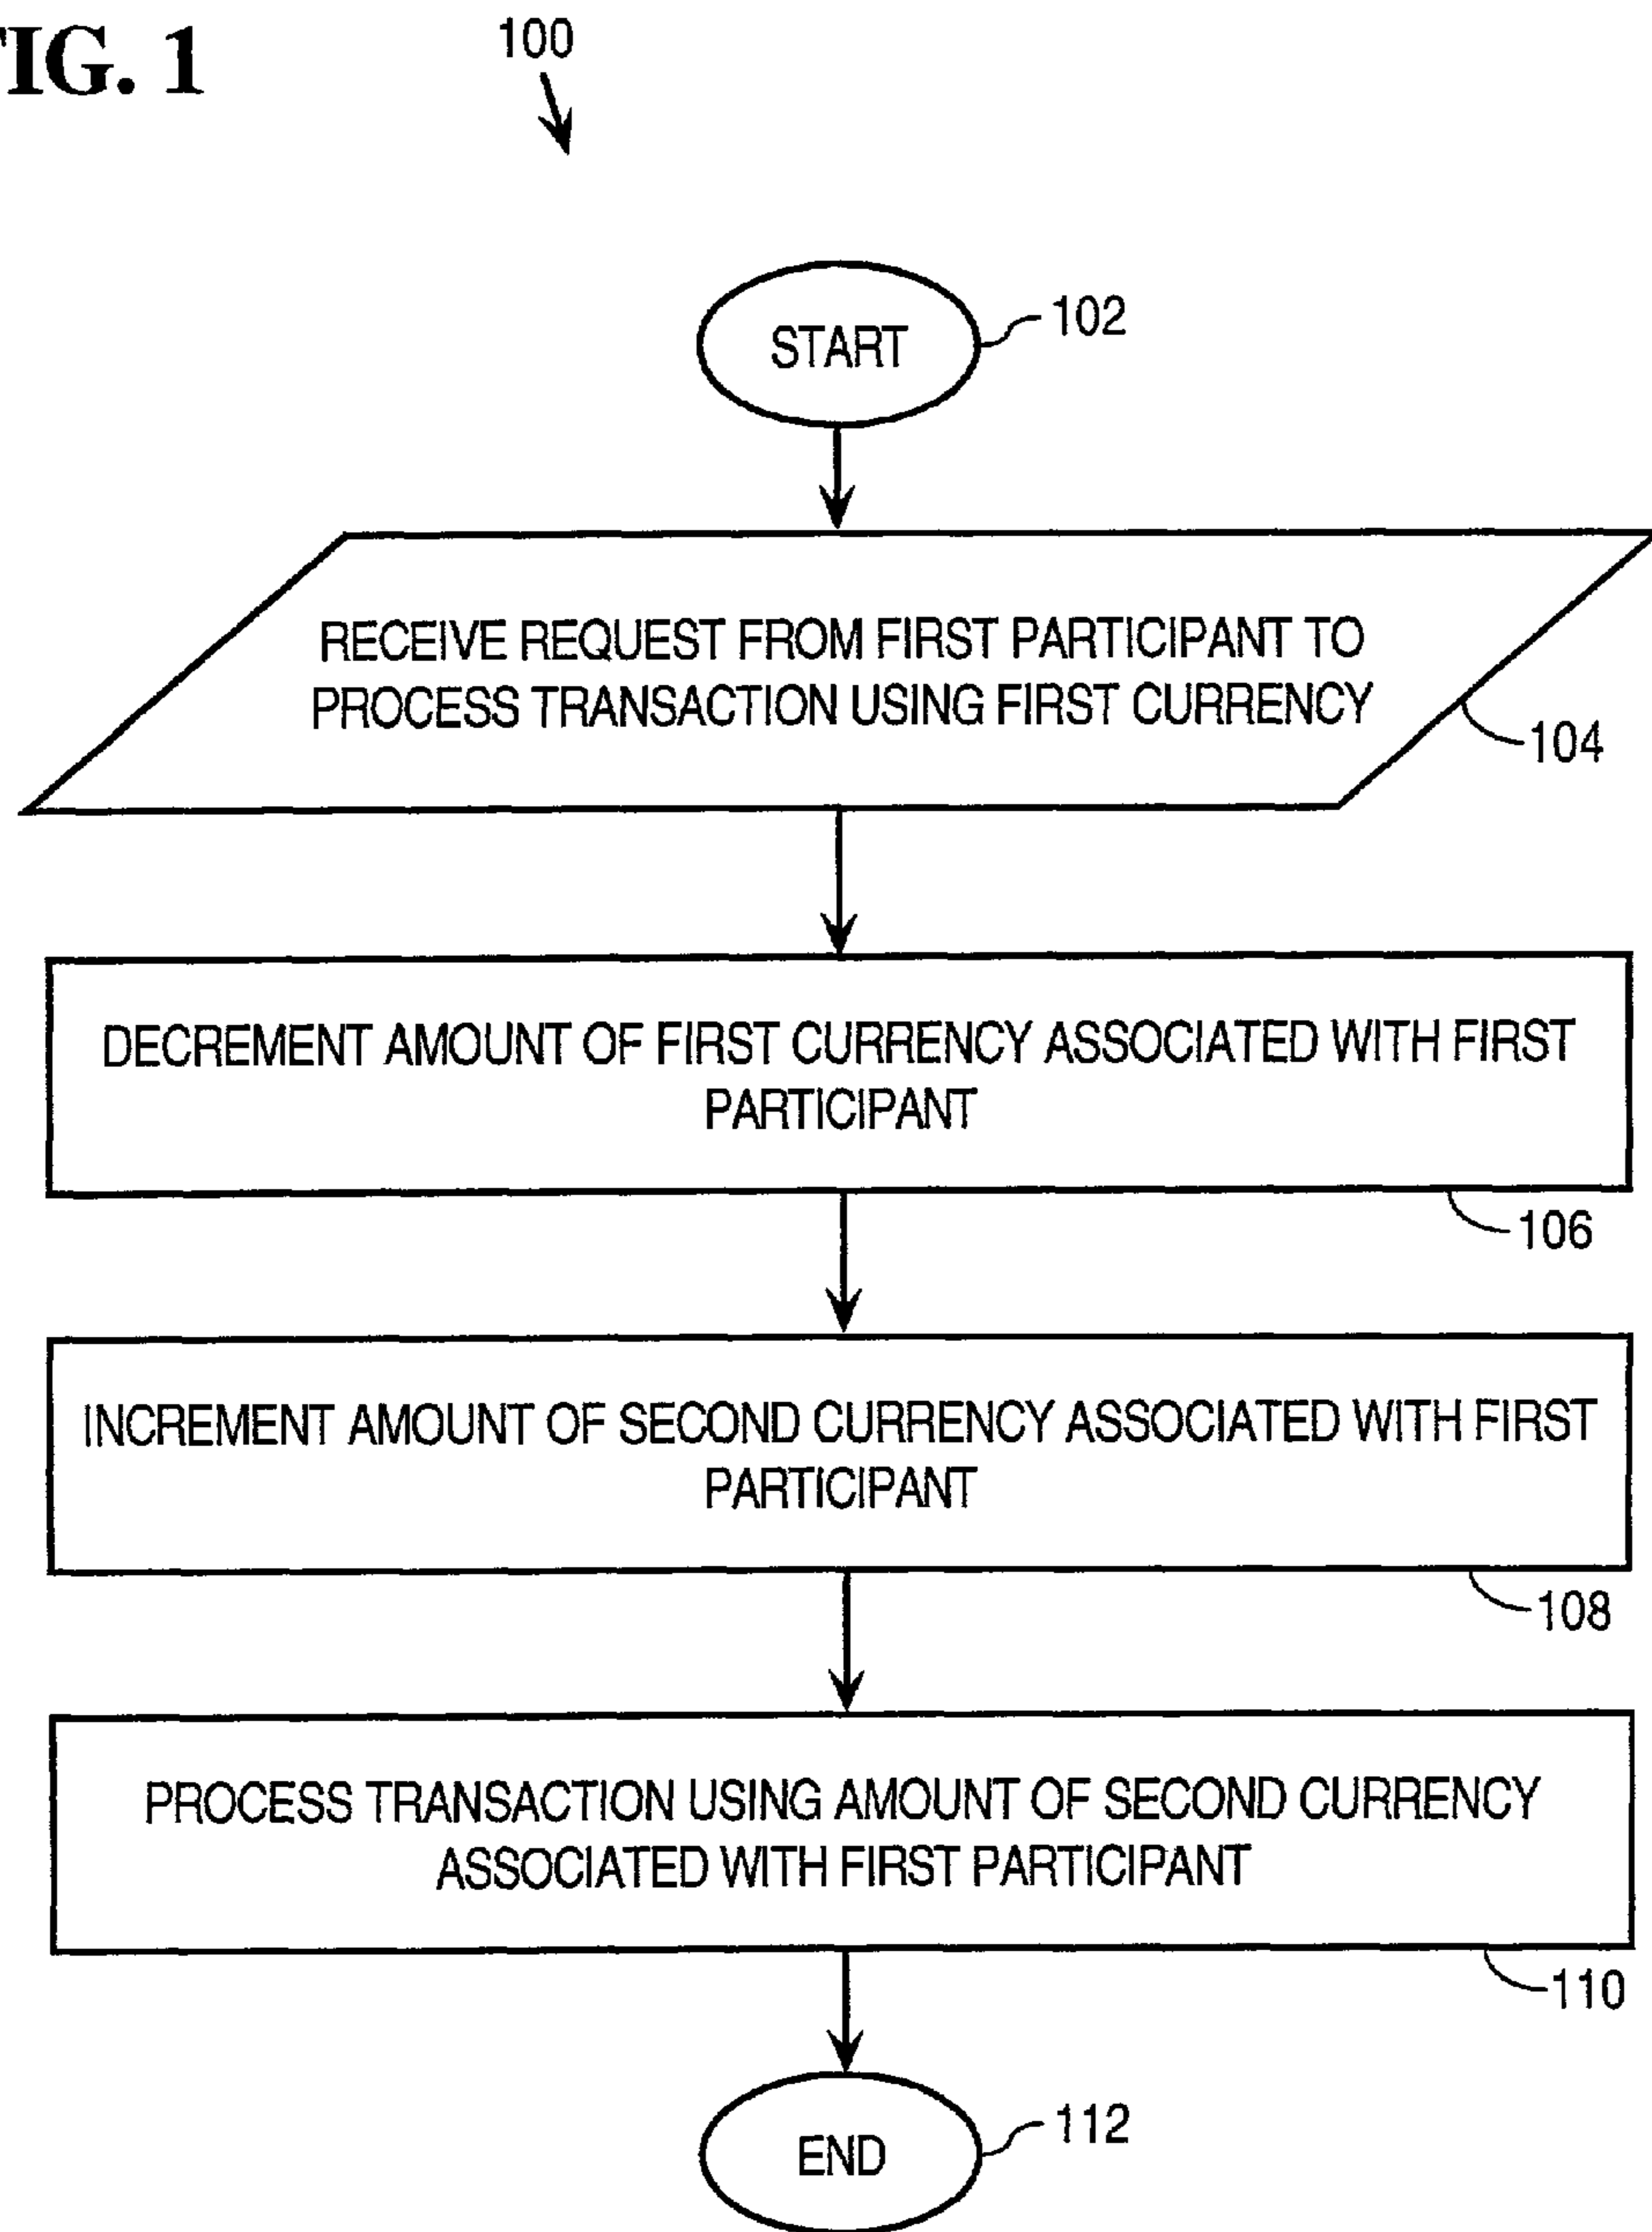 FIG. 1
100
START
102
RECEIVE REQUEST FROM FIRST PARTICIPANT TO
PROCESS TRANSACTION USING FIRST CURRENCY
104
DECREMENT AMOUNT OF FIRST CURRENCY ASSOCIATED WITH FIRST
PARTICIPANT
106
INCREMENT AMOUNT OF SECOND CURRENCY ASSOCIATED WITH FIRST
PARTICIPANT
108
PROCESS TRANSACTION USING AMOUNT OF SECOND CURRENCY
ASSOCIATED WITH FIRST PARTICIPANT
110
END
112